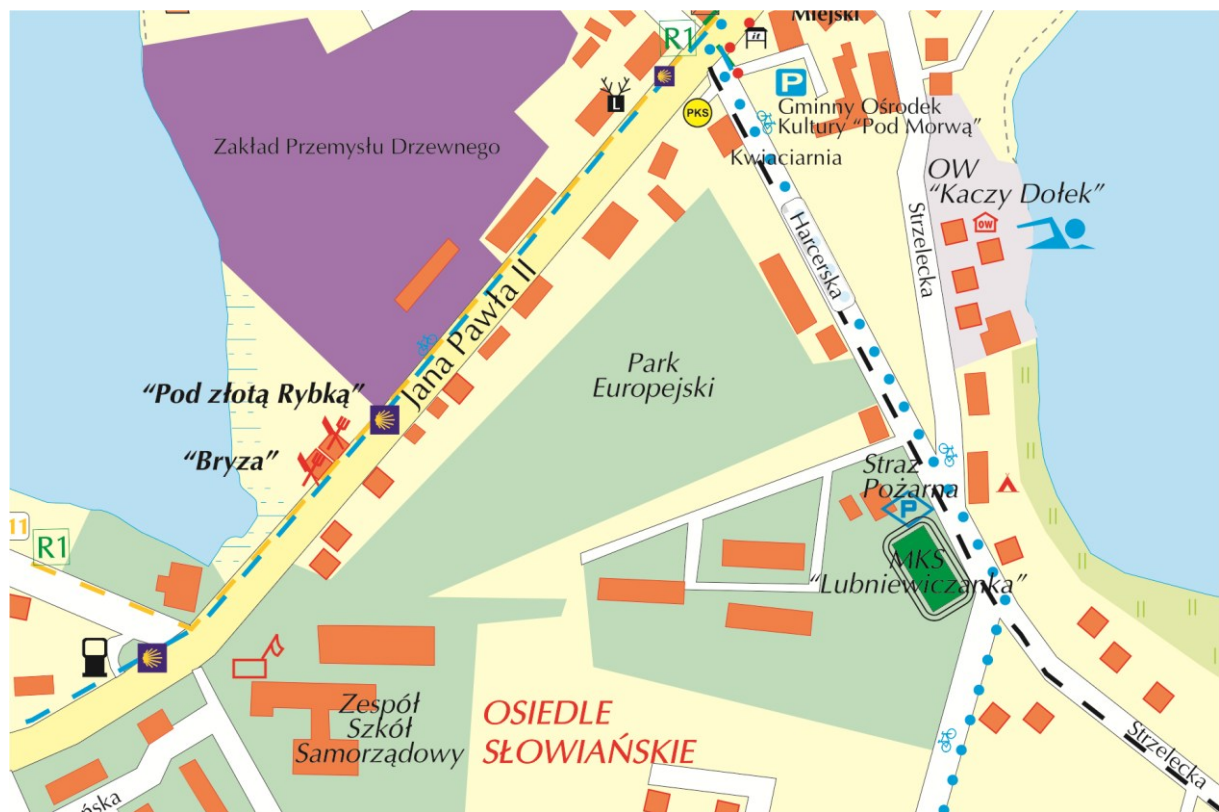 Miejski
R1
it
L
PKS
P
Gminny Ośrodek
Kultury "Pod Morwą"
Kwiaciarnia
Zakład Przemysłu Drzewnego
OW
"Kaczy Dołek"
OW
Strzelecka
Harcerska
Jana Pawła II
Park
Europejski
"Pod złotą Rybką"
"Bryza"
Straż
Pożarna
P
MKS
"Lubniewiczanka"
11
R1
Zespół
Szkół
Samorządowy
OSIEDLE
SŁOWIAŃSKIE
Strzelecka
ńska